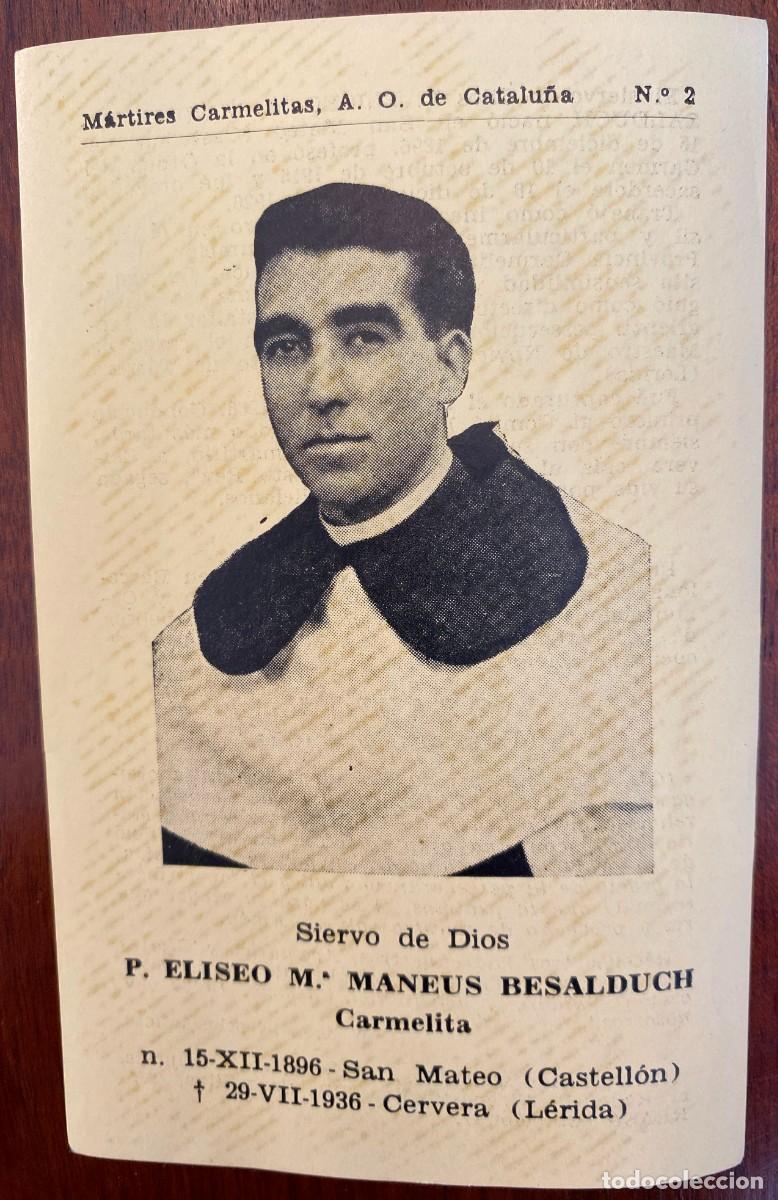 Mártires Carmelitas, A. O. de Cataluña N.º 2
Siervo de Dios
P. ELISEO M.ª MANEUS BESALDUCH
Carmelita
n. 15-XII-1896 - San Mateo (Castellón)
† 29-VII-1936 - Cervera (Lérida)
todocoleccion